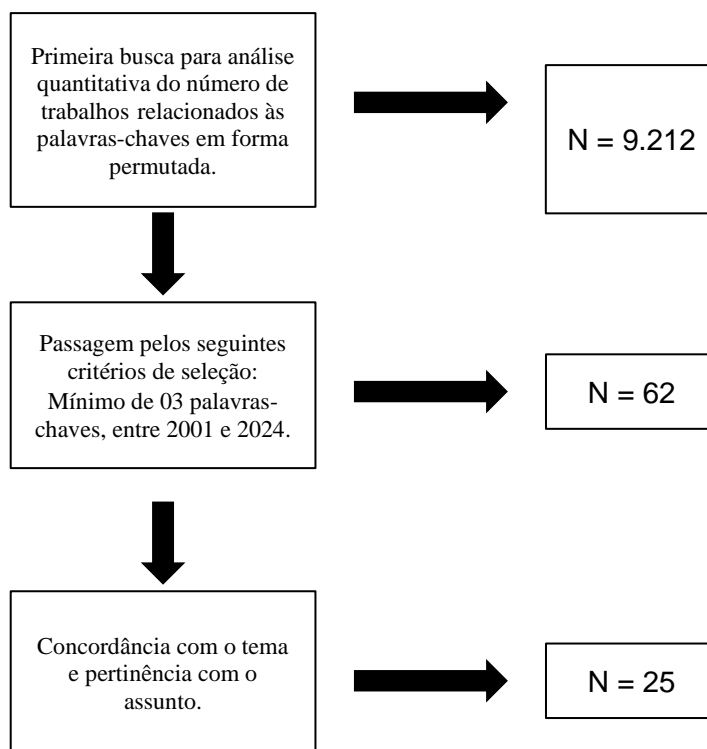 Primeira busca para análise
quantitativa do número de
trabalhos relacionados às
palavras-chaves em forma
permutada.
N = 9.212
Passagem pelos seguintes
critérios de seleção:
Mínimo de 03 palavras-
chaves, entre 2001 e 2024.
N = 62
Concordância com o tema
e pertinência com o
assunto.
N = 25